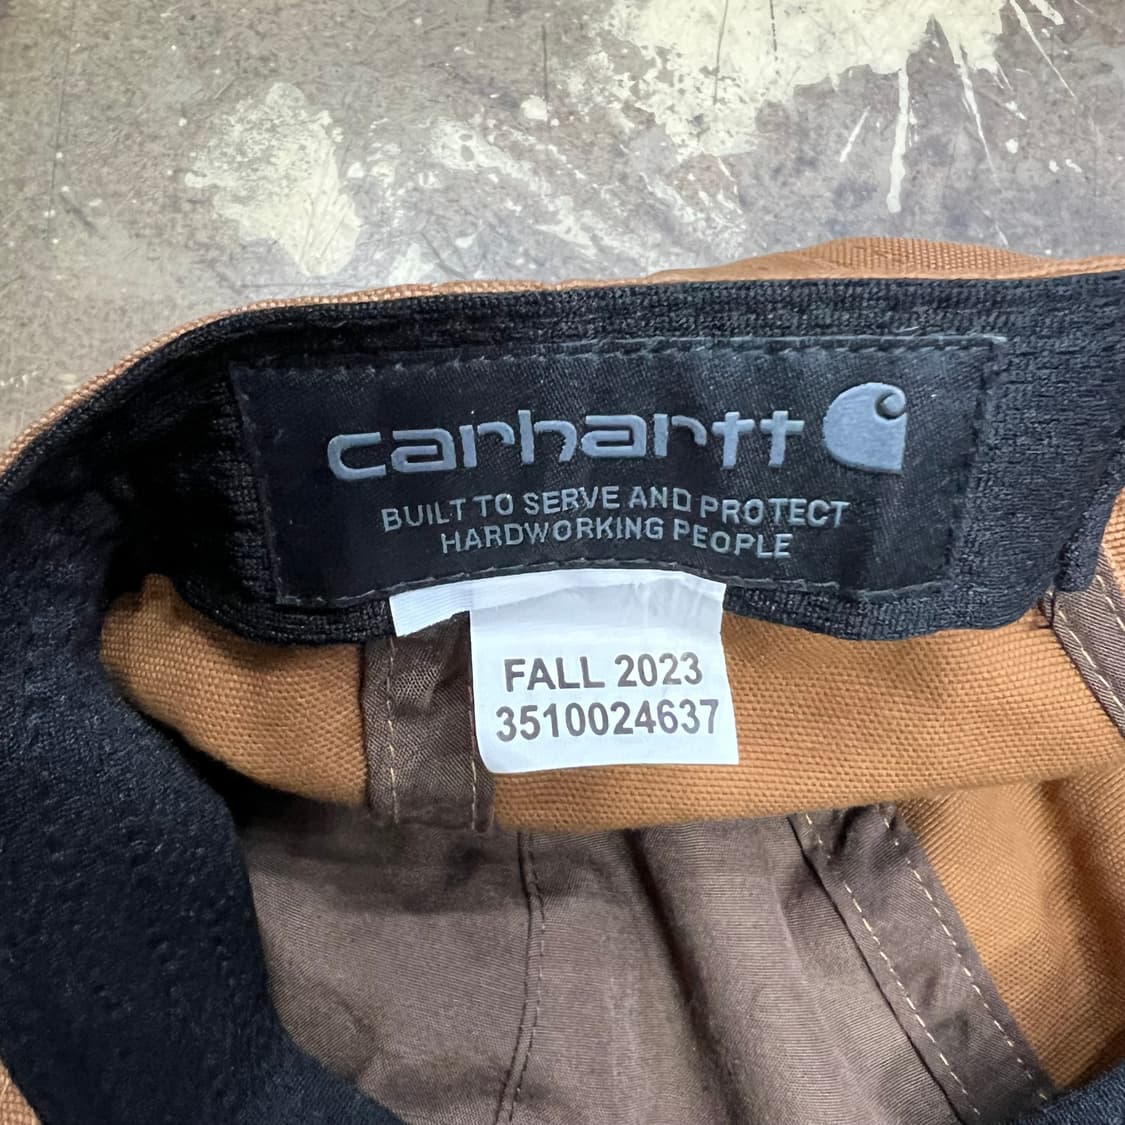 carhartt
BUILT TO SERVE AND PROTECT
HARDWORKING PEOPLE
FALL 2023
3510024637